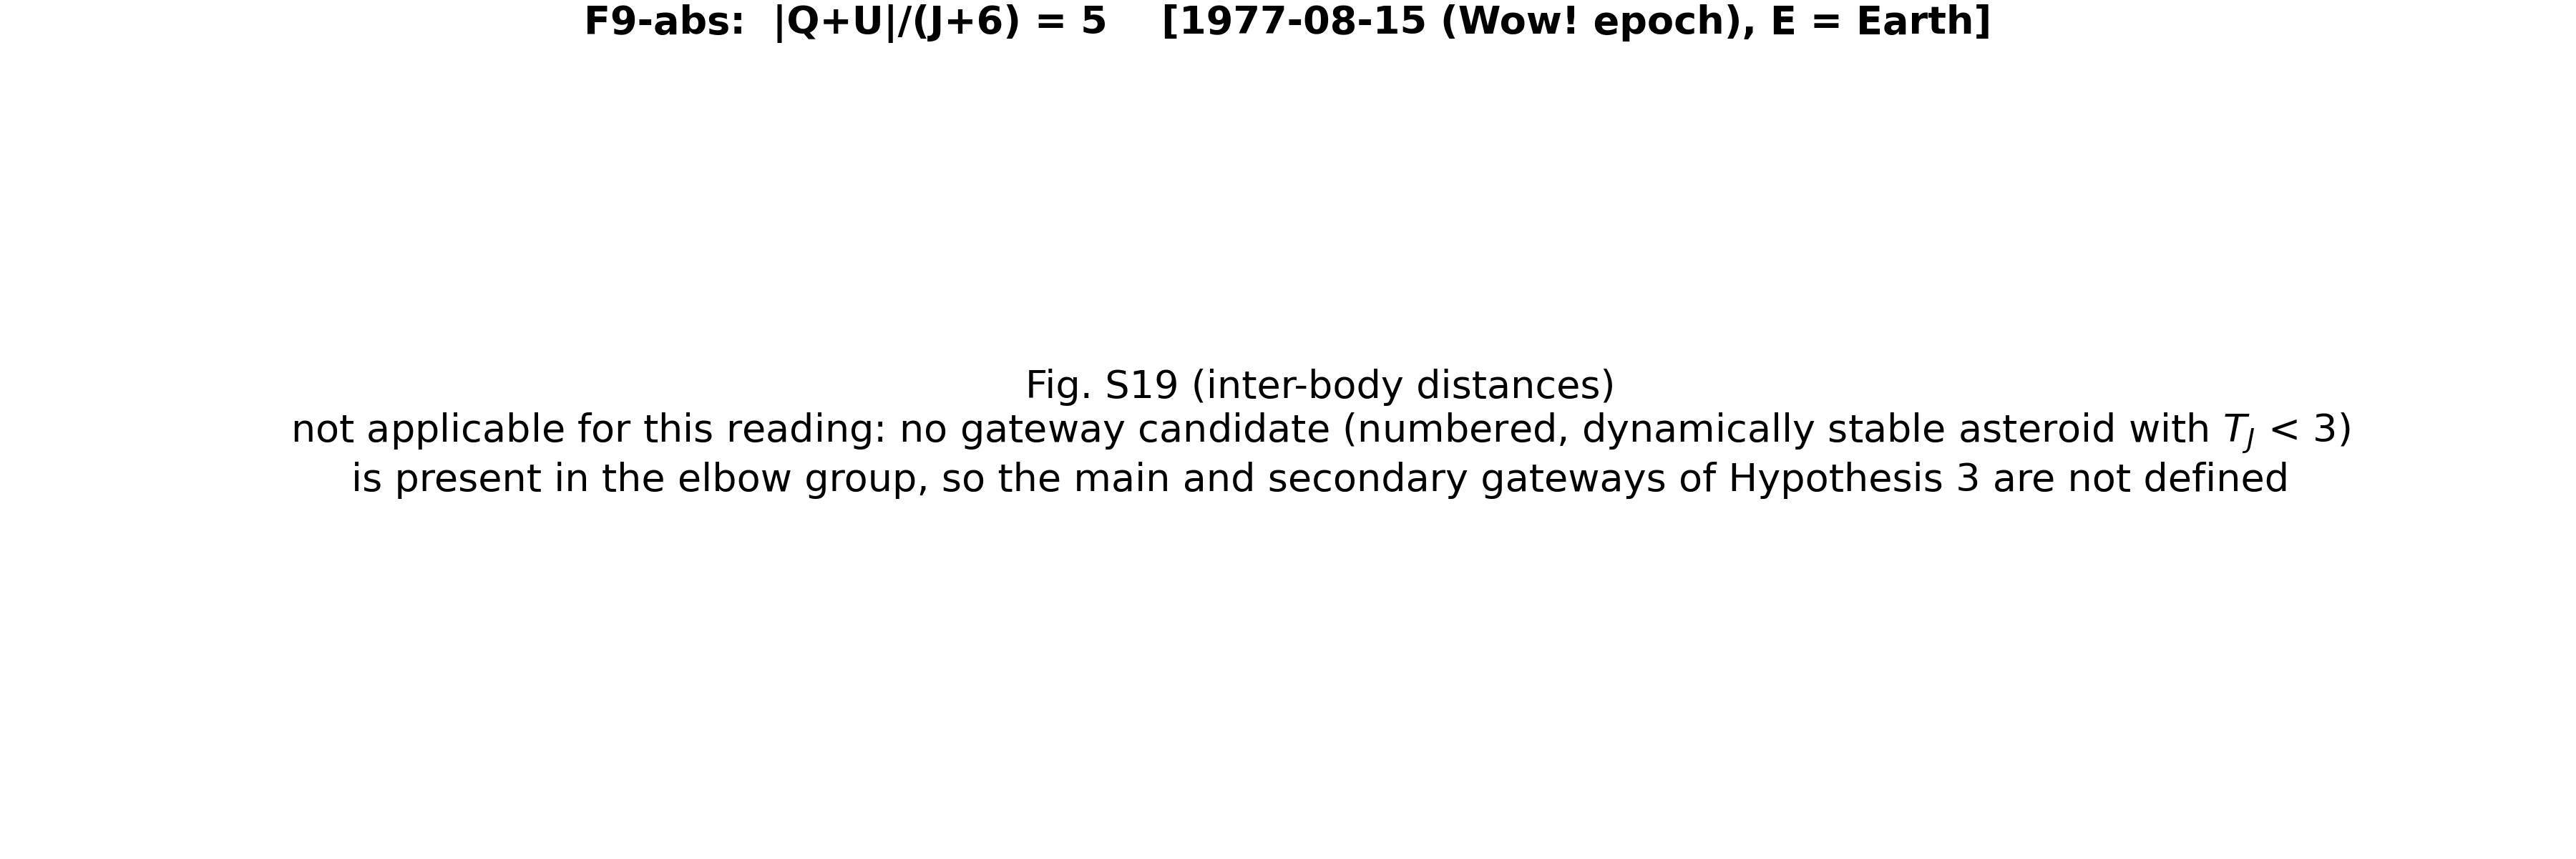 F9-abs:  |Q+U|/(J+6) = 5    [1977-08-15 (Wow! epoch), E = Earth]
Fig. S19 (inter-body distances)
not applicable for this reading: no gateway candidate (numbered, dynamically stable asteroid with T_J < 3)
is present in the elbow group, so the main and secondary gateways of Hypothesis 3 are not defined